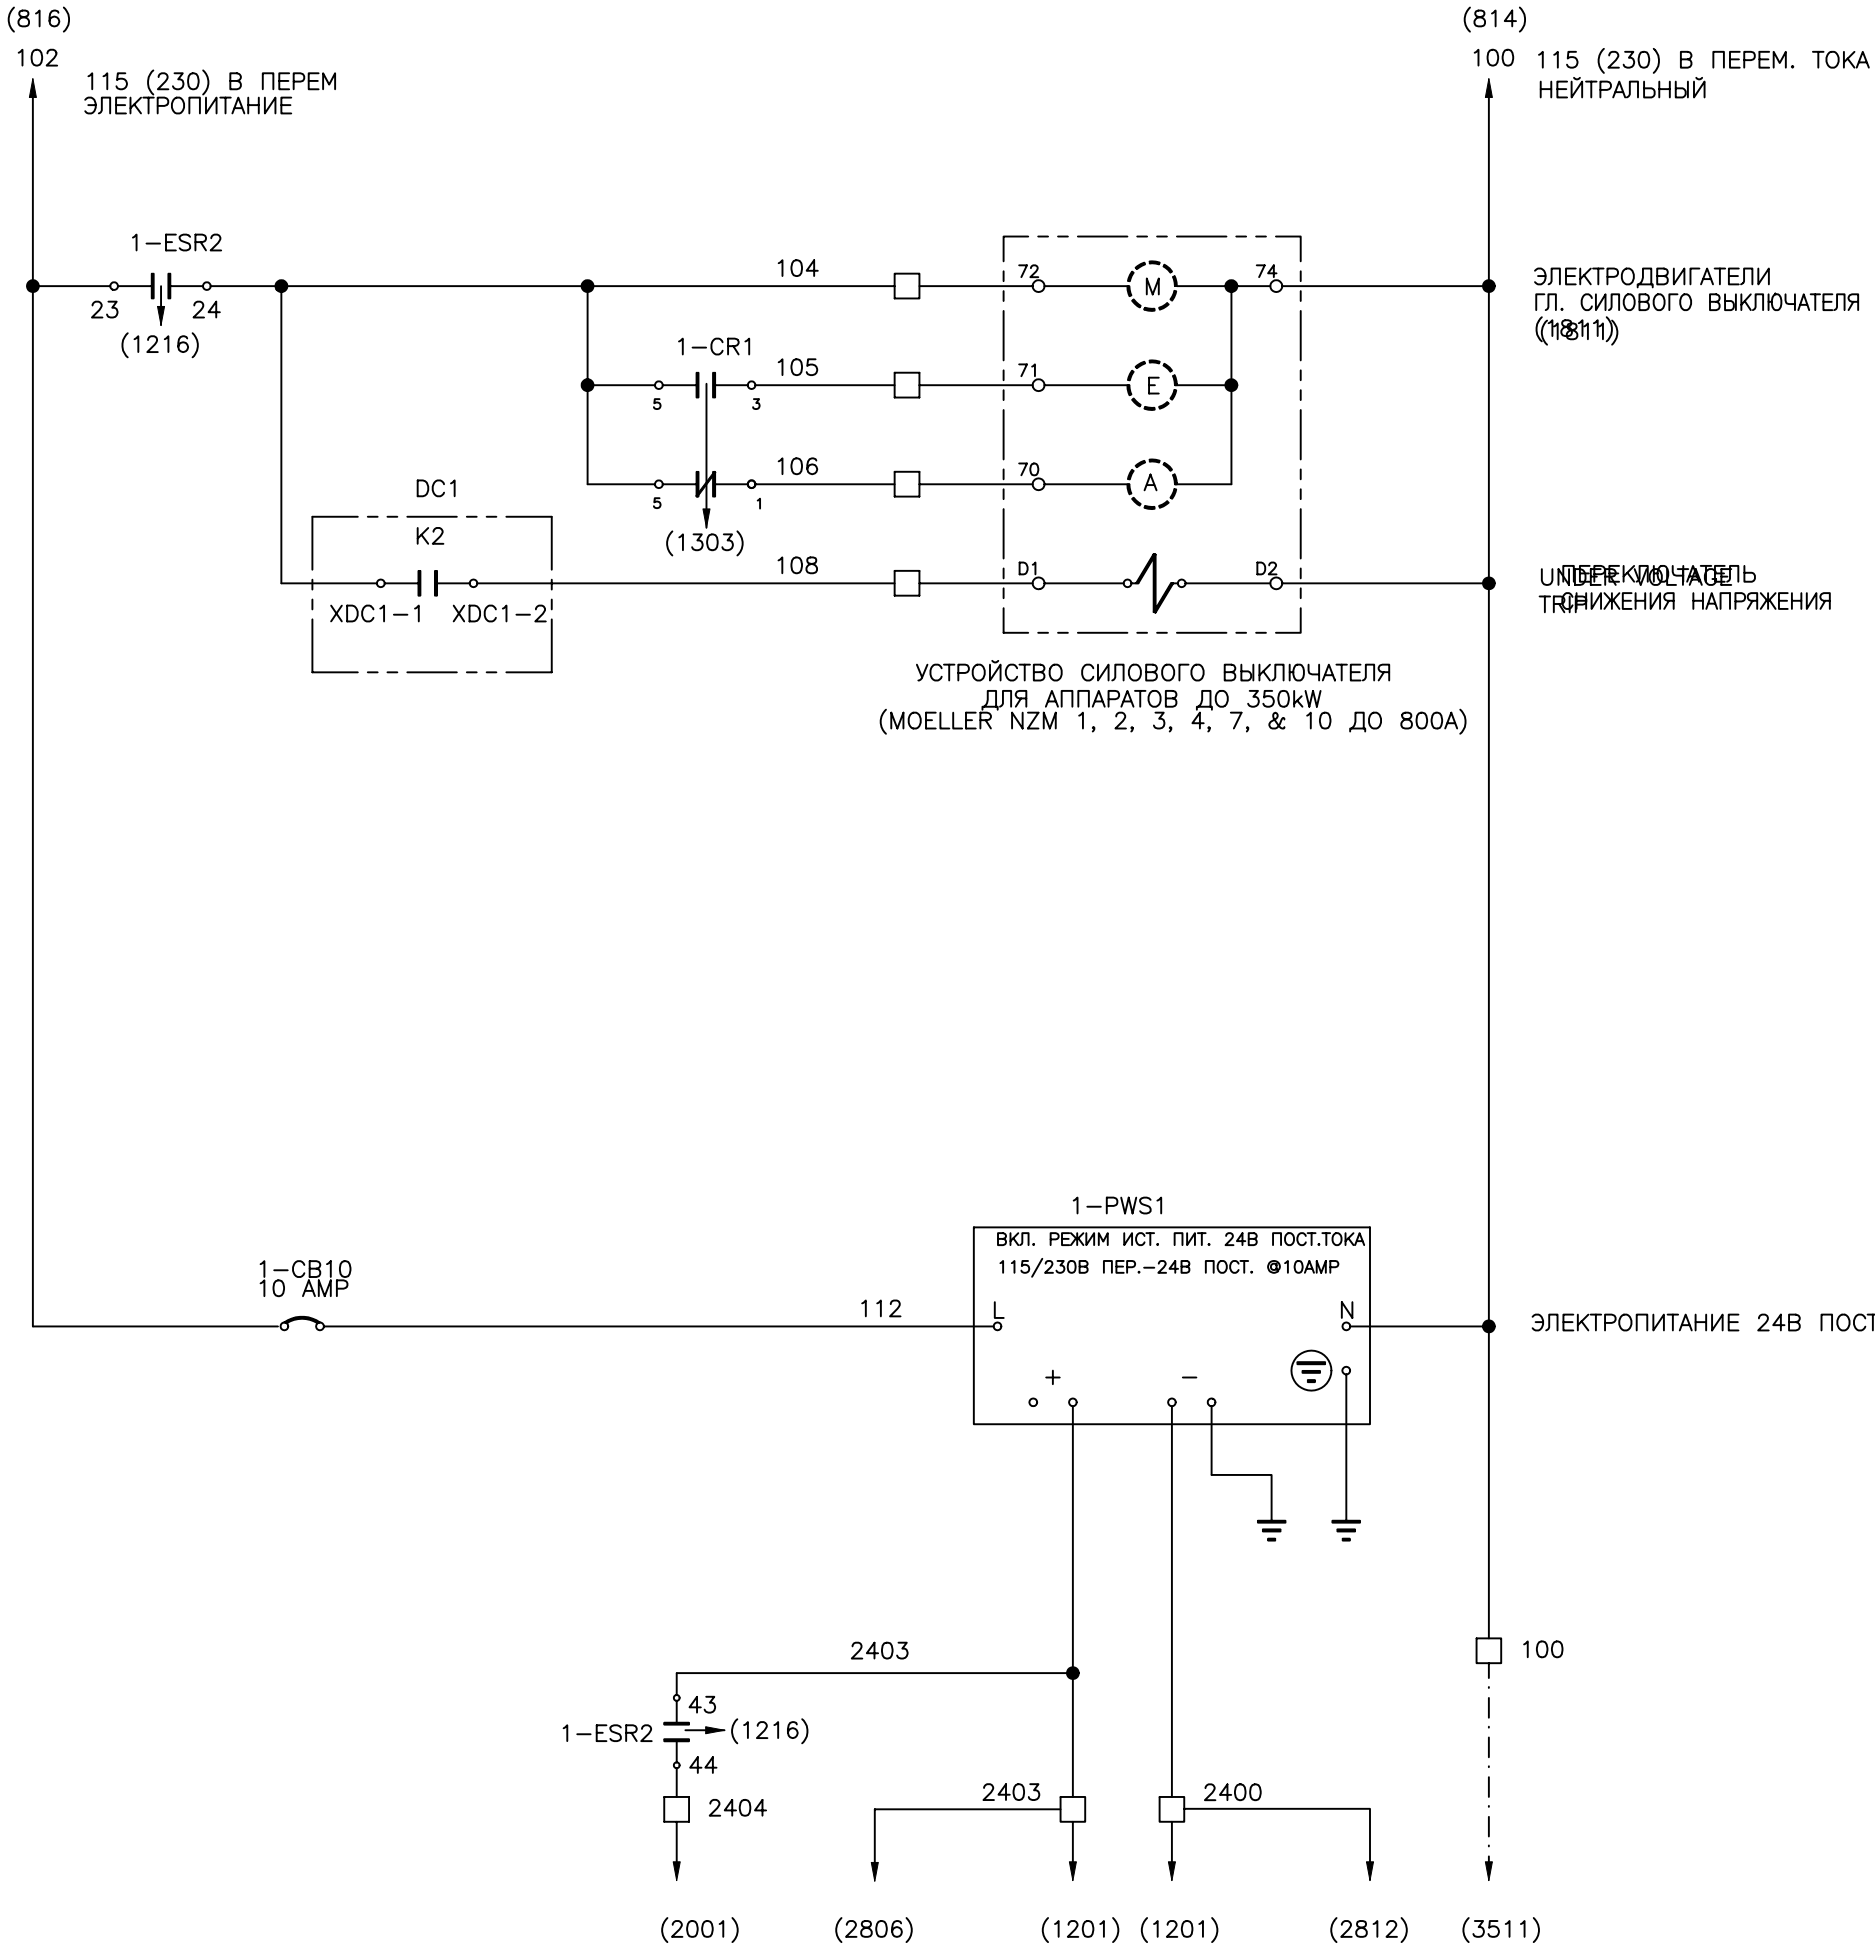 (816)
102
115 (230) В ПЕРЕМ
ЭЛЕКТРОПИТАНИЕ
(814)
100
115 (230) В ПЕРЕМ. ТОКА
НЕЙТРАЛЬНЫЙ
1-ESR2
23
24
(1216)
104
72
M
74
ЭЛЕКТРОДВИГАТЕЛИ
ГЛ. СИЛОВОГО ВЫКЛЮЧАТЕЛЯ
(1811)
(1811)
1-CR1
105
5
3
71
E
106
5
1
70
A
(1303)
DC1
K2
XDC1-1
XDC1-2
108
D1
D2
UNDER VOLTAGE
TRIP
ПЕРЕКЛЮЧАТЕЛЬ
СНИЖЕНИЯ НАПРЯЖЕНИЯ
УСТРОЙСТВО СИЛОВОГО ВЫКЛЮЧАТЕЛЯ
ДЛЯ АППАРАТОВ ДО 350kW
(MOELLER NZM 1, 2, 3, 4, 7, & 10 ДО 800A)
1-PWS1
ВКЛ. РЕЖИМ ИСТ. ПИТ. 24В ПОСТ.ТОКА
115/230В ПЕР.-24В ПОСТ. @10AMP
1-CB10
10 AMP
112
L
N
ЭЛЕКТРОПИТАНИЕ 24В ПОСТ
+
-
2403
100
43
1-ESR2
(1216)
44
2404
2403
2400
(2001)
(2806)
(1201)
(1201)
(2812)
(3511)